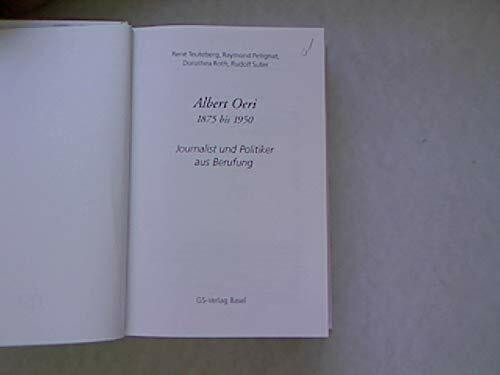 René Teuteberg, Raymond Petignat,
Dorothea Roth, Rudolf Suter
Albert Oeri
1875 bis 1950
Journalist und Politiker
aus Berufung
GS-Verlag Basel